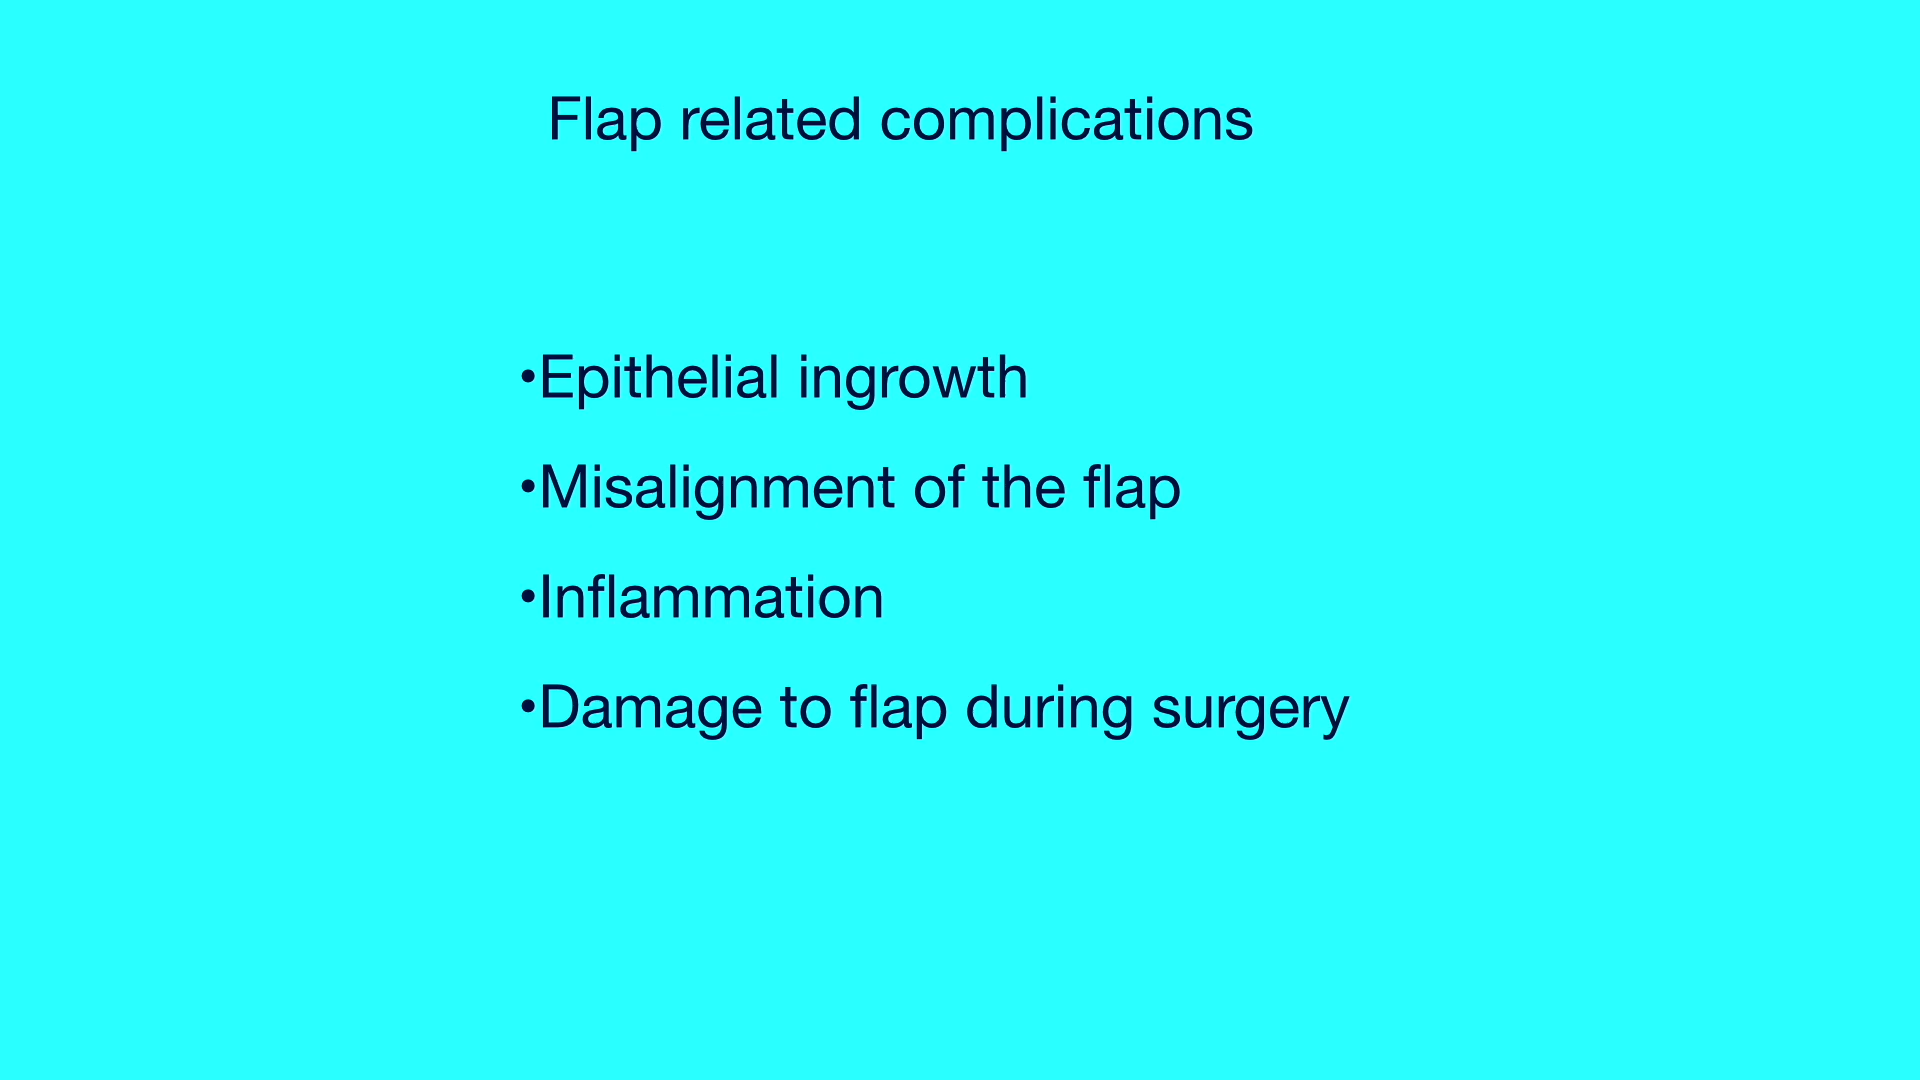 Flap related complications
•Epithelial ingrowth
•Misalignment of the flap
•Inflammation
•Damage to flap during surgery